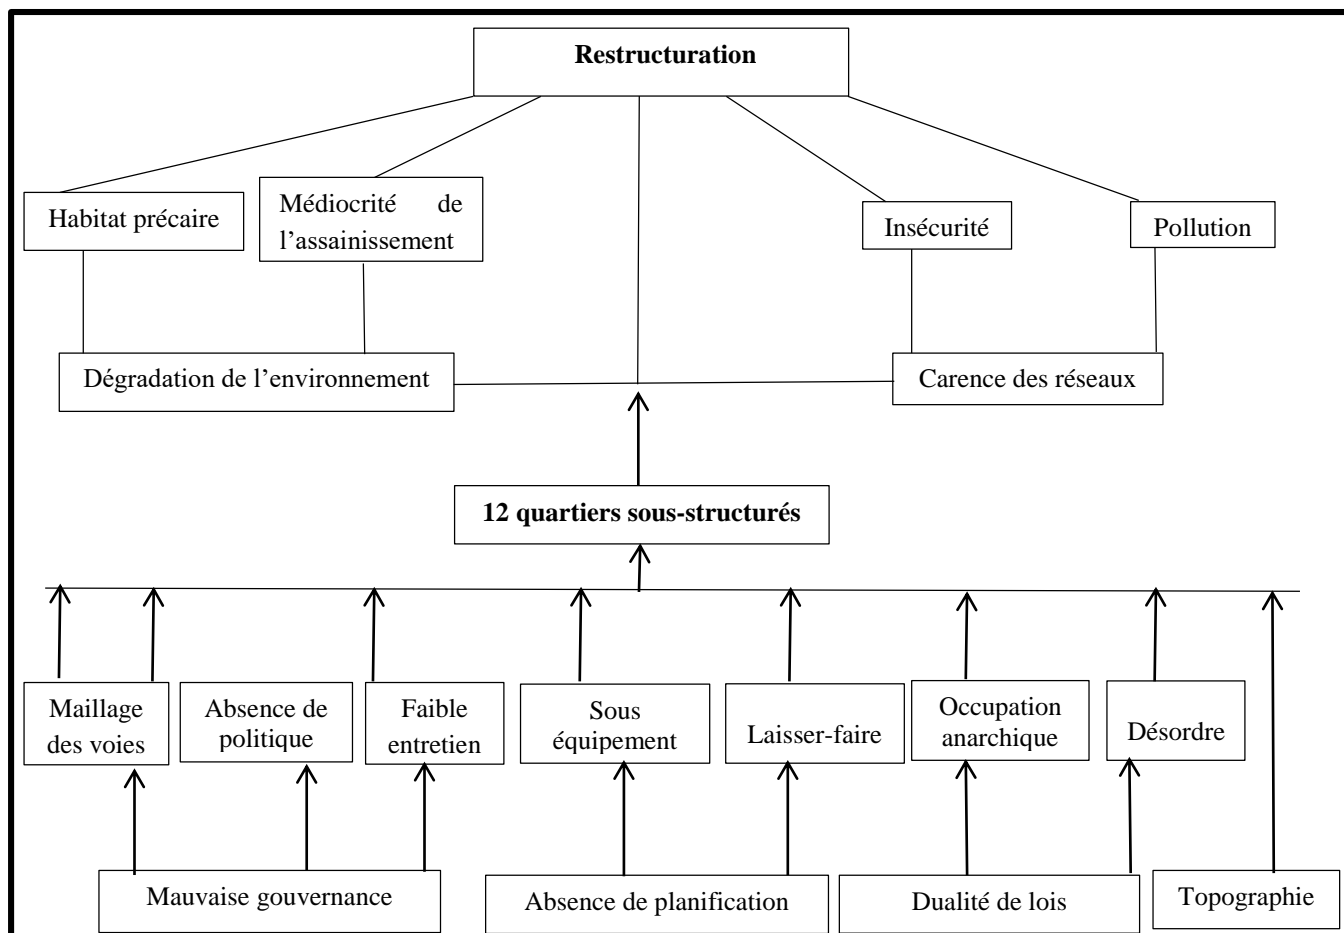 Restructuration
Habitat précaire
Médiocrité de
l’assainissement
Insécurité
Pollution
Dégradation de l’environnement
Carence des réseaux
12 quartiers sous-structurés
Maillage
des voies
Absence de
politique
Faible
entretien
Sous
équipement
Laisser-faire
Occupation
anarchique
Désordre
Mauvaise gouvernance
Absence de planification
Dualité de lois
Topographie